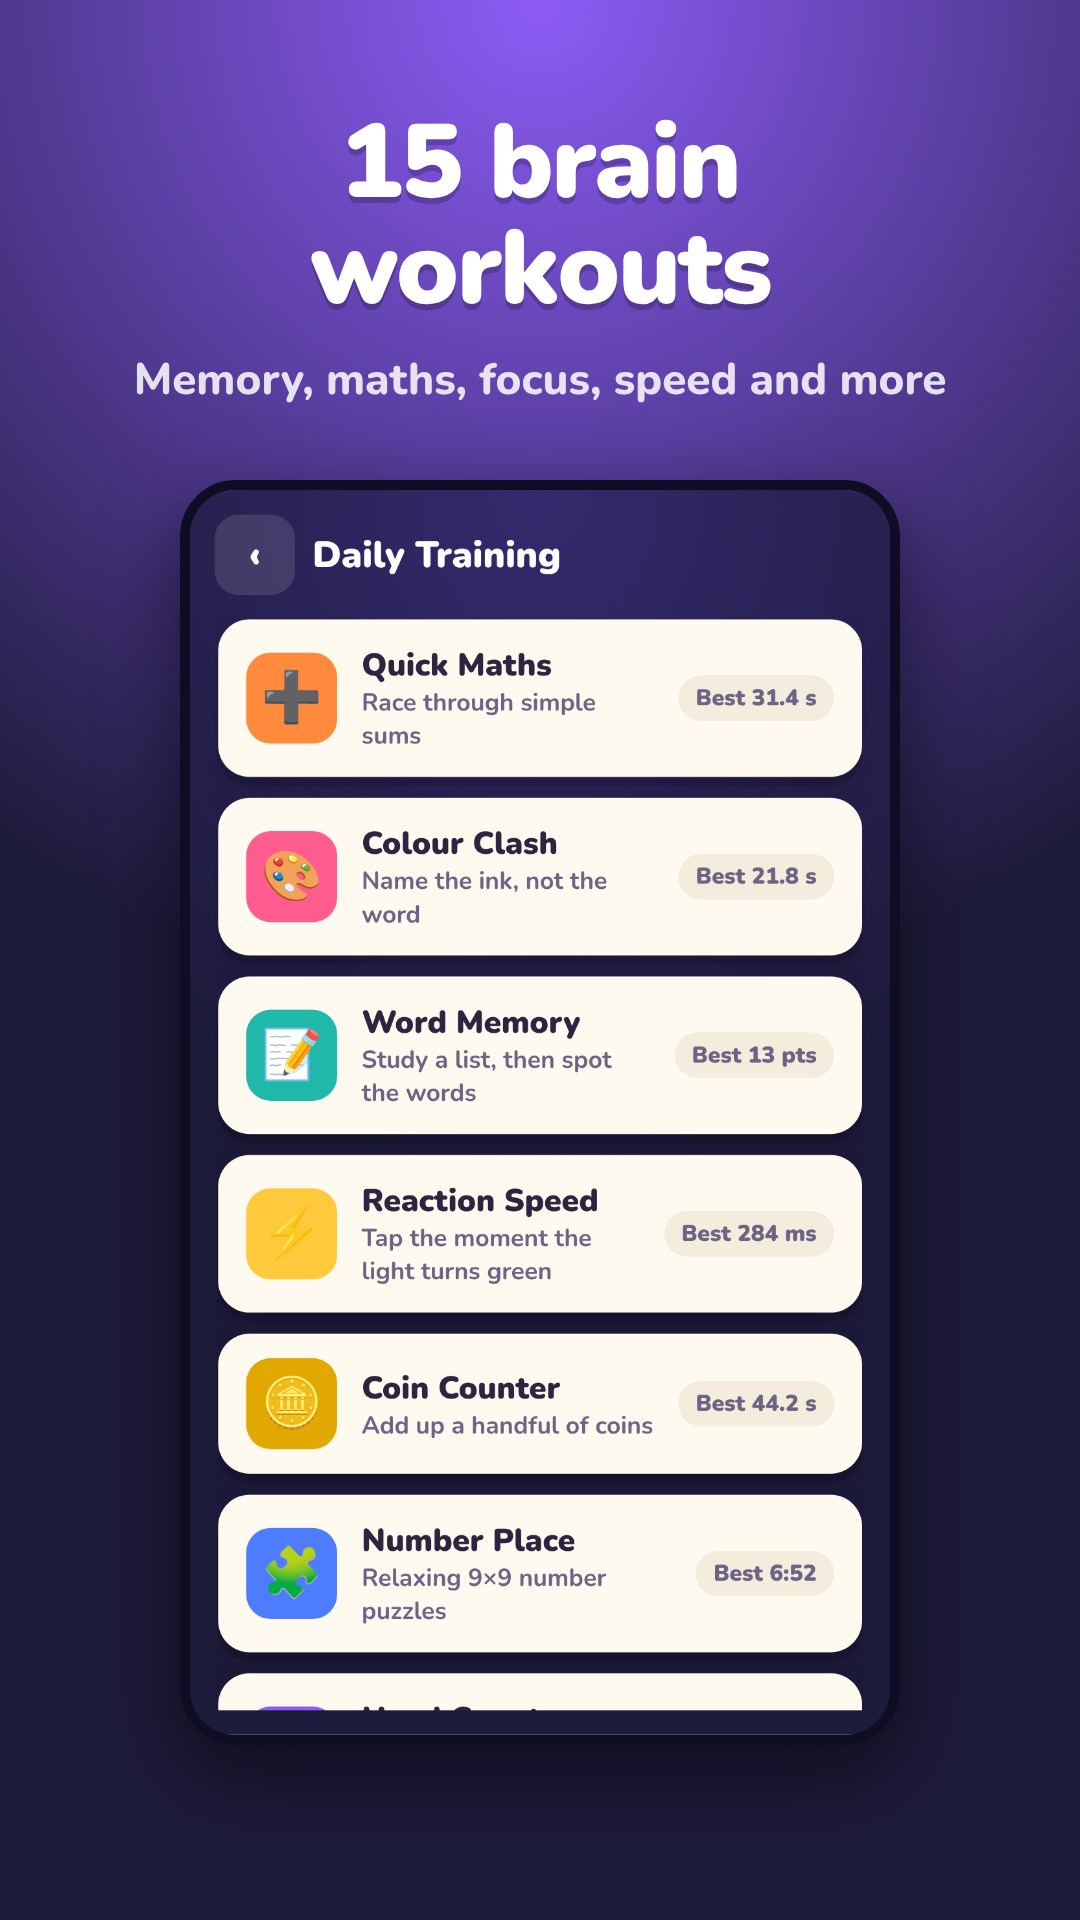 15 brain
workouts
Memory, maths, focus, speed and more
‹ Daily Training
Quick Maths
Race through simple
sums
Best 31.4 s
Colour Clash
Name the ink, not the
word
Best 21.8 s
Word Memory
Study a list, then spot
the words
Best 13 pts
Reaction Speed
Tap the moment the
light turns green
Best 284 ms
Coin Counter
Add up a handful of coins
Best 44.2 s
Number Place
Relaxing 9×9 number
puzzles
Best 6:52